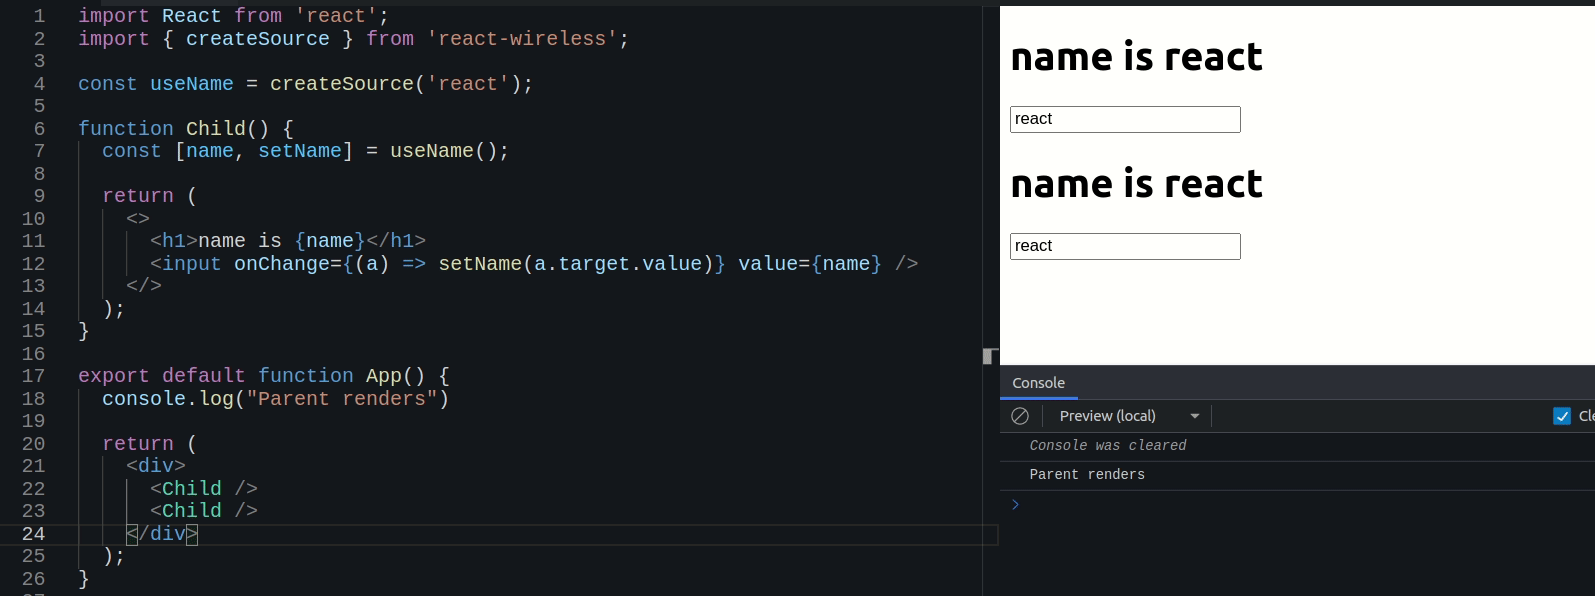 1 import React from 'react';
2 import { createSource } from 'react-wireless';
3
4 const useName = createSource('react');
5
6 function Child() {
7 const [name, setName] = useName();
8
9 return (
10 <>
11 <h1>name is {name}</h1>
12 <input onChange={(a) => setName(a.target.value)} value={name} />
13 </>
14 );
15 }
16
17 export default function App() {
18 console.log("Parent renders")
19
20 return (
21 <div>
22 <Child />
23 <Child />
24 </div>
25 );
26 }
name is react
react
name is react
react
Console
Preview (local)
Cle
Console was cleared
Parent renders
>